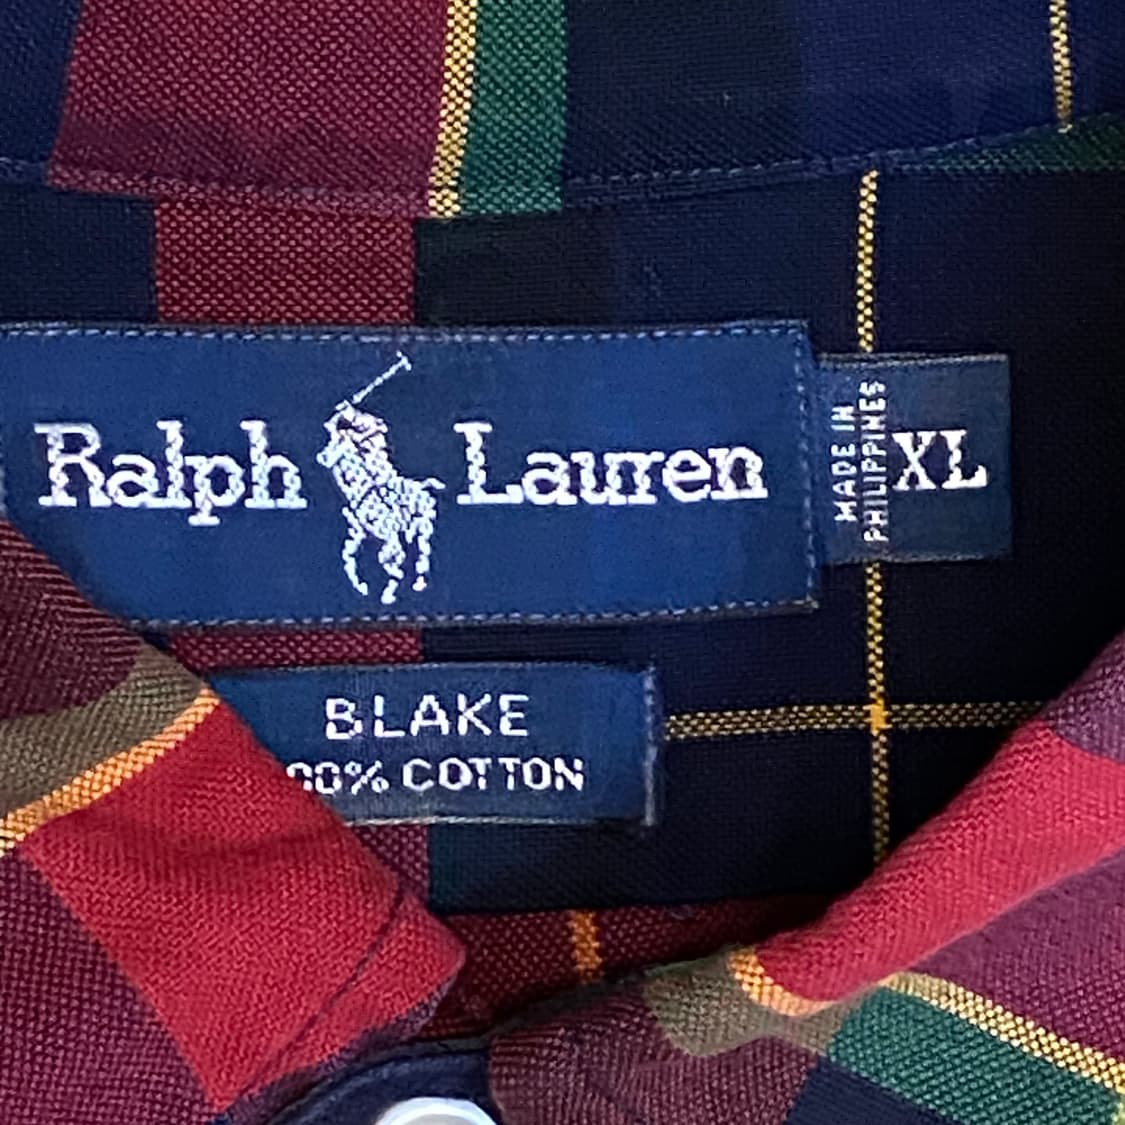 Ralph Lauren
MADE IN
PHILIPPINES
XL
BLAKE
00% COTTON